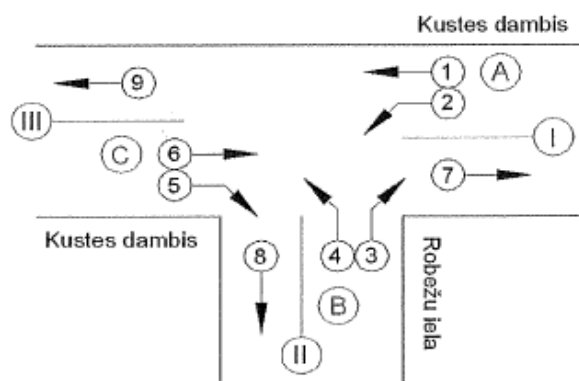 Kustes dambis
1 A
9 2
III I
C 6 7
5
Kustes dambis
8 4 3
Robežu iela
B
II